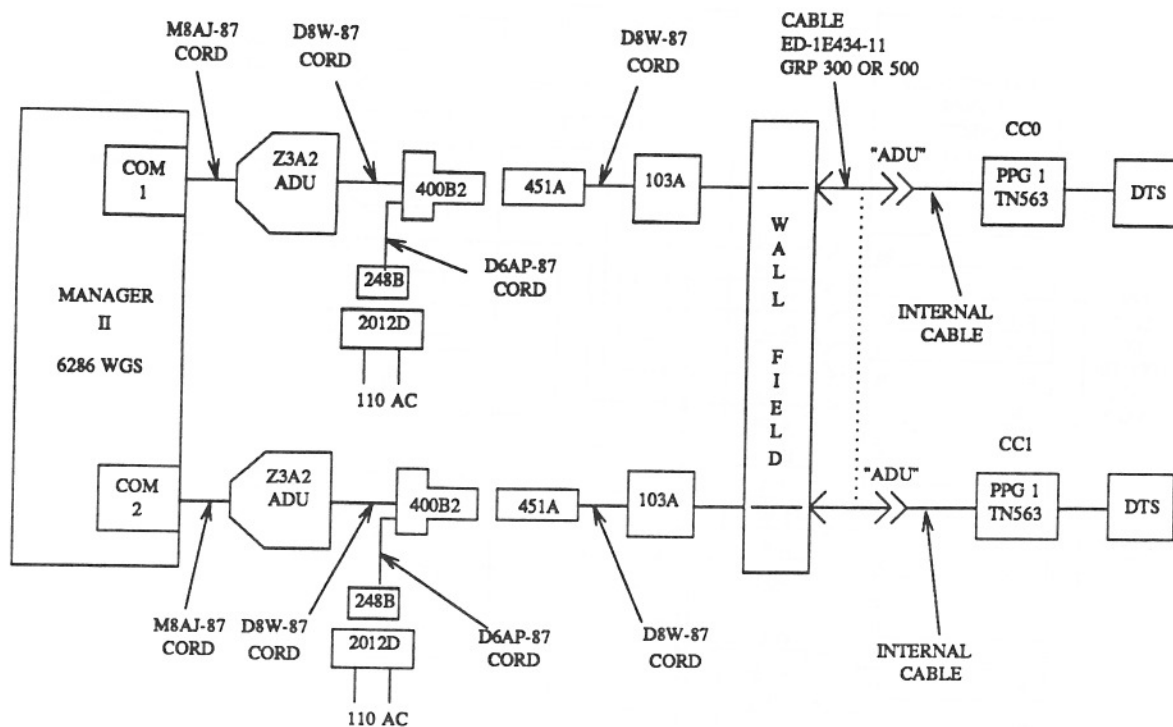 M8AJ-87
CORD
D8W-87
CORD
D8W-87
CORD
CABLE
ED-1E434-11
GRP 300 OR 500
COM
1
Z3A2
ADU
400B2
451A
103A
"ADU"
CC0
PPG 1
TN563
DTS
D6AP-87
CORD
248B
2012D
110 AC
MANAGER
II
6286 WGS
WALL FIELD
INTERNAL
CABLE
COM
2
Z3A2
ADU
400B2
451A
103A
"ADU"
CC1
PPG 1
TN563
DTS
M8AJ-87
CORD
D8W-87
CORD
248B
2012D
110 AC
D6AP-87
CORD
D8W-87
CORD
INTERNAL
CABLE